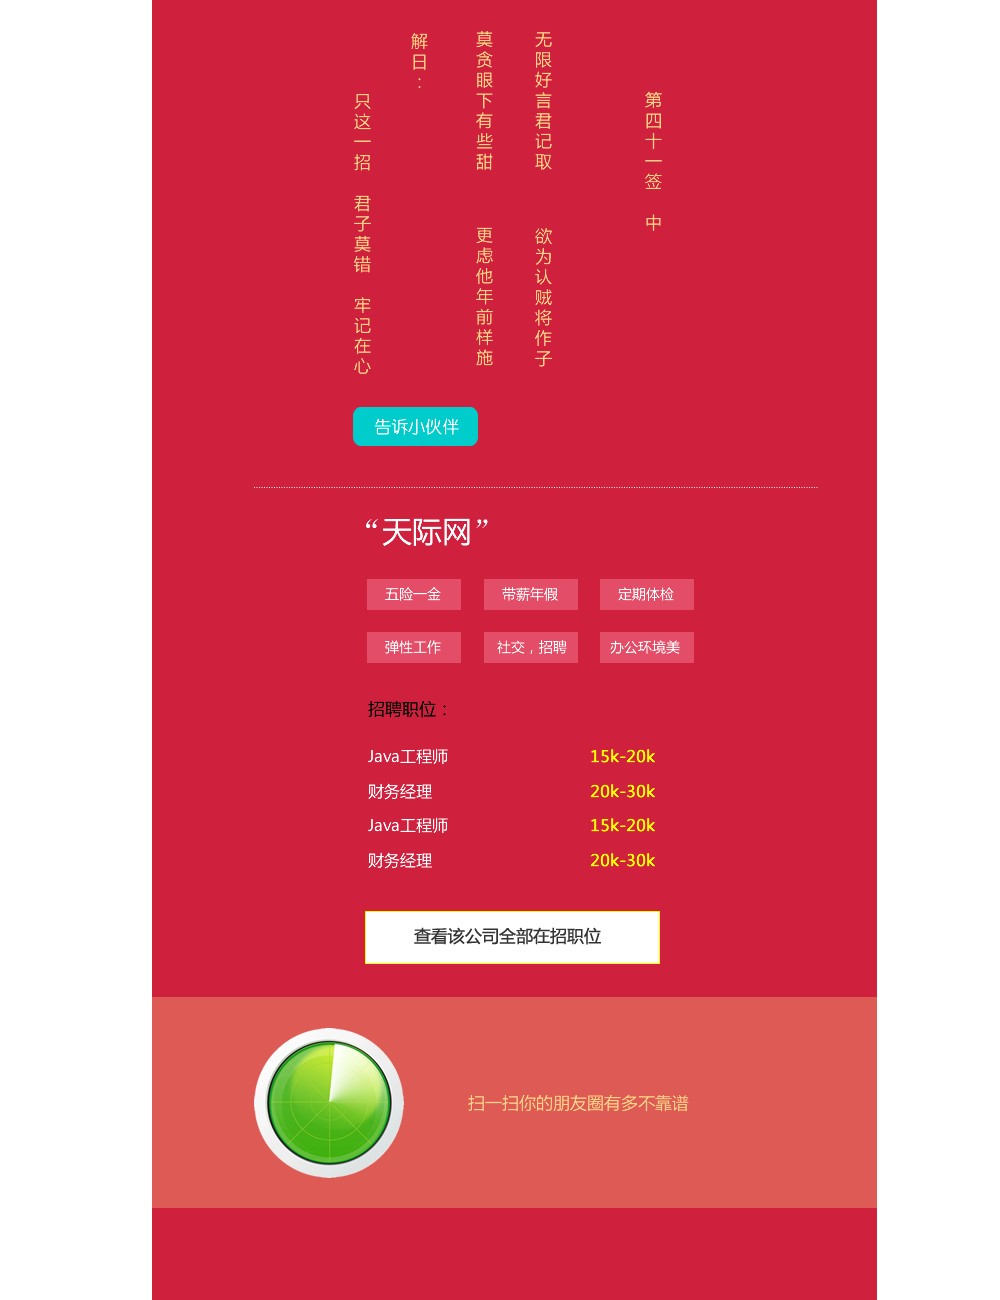 第四十一签 中
无限好言君记取 欲为认贼将作子
莫贪眼下有些甜 更虑他年前样施
解日：
只这一招 君子莫错 牢记在心
告诉小伙伴
“天际网”
五险一金 带薪年假 定期体检
弹性工作 社交，招聘 办公环境美
招聘职位：
Java工程师 15k-20k
财务经理 20k-30k
Java工程师 15k-20k
财务经理 20k-30k
查看该公司全部在招职位
扫一扫你的朋友圈有多不靠谱